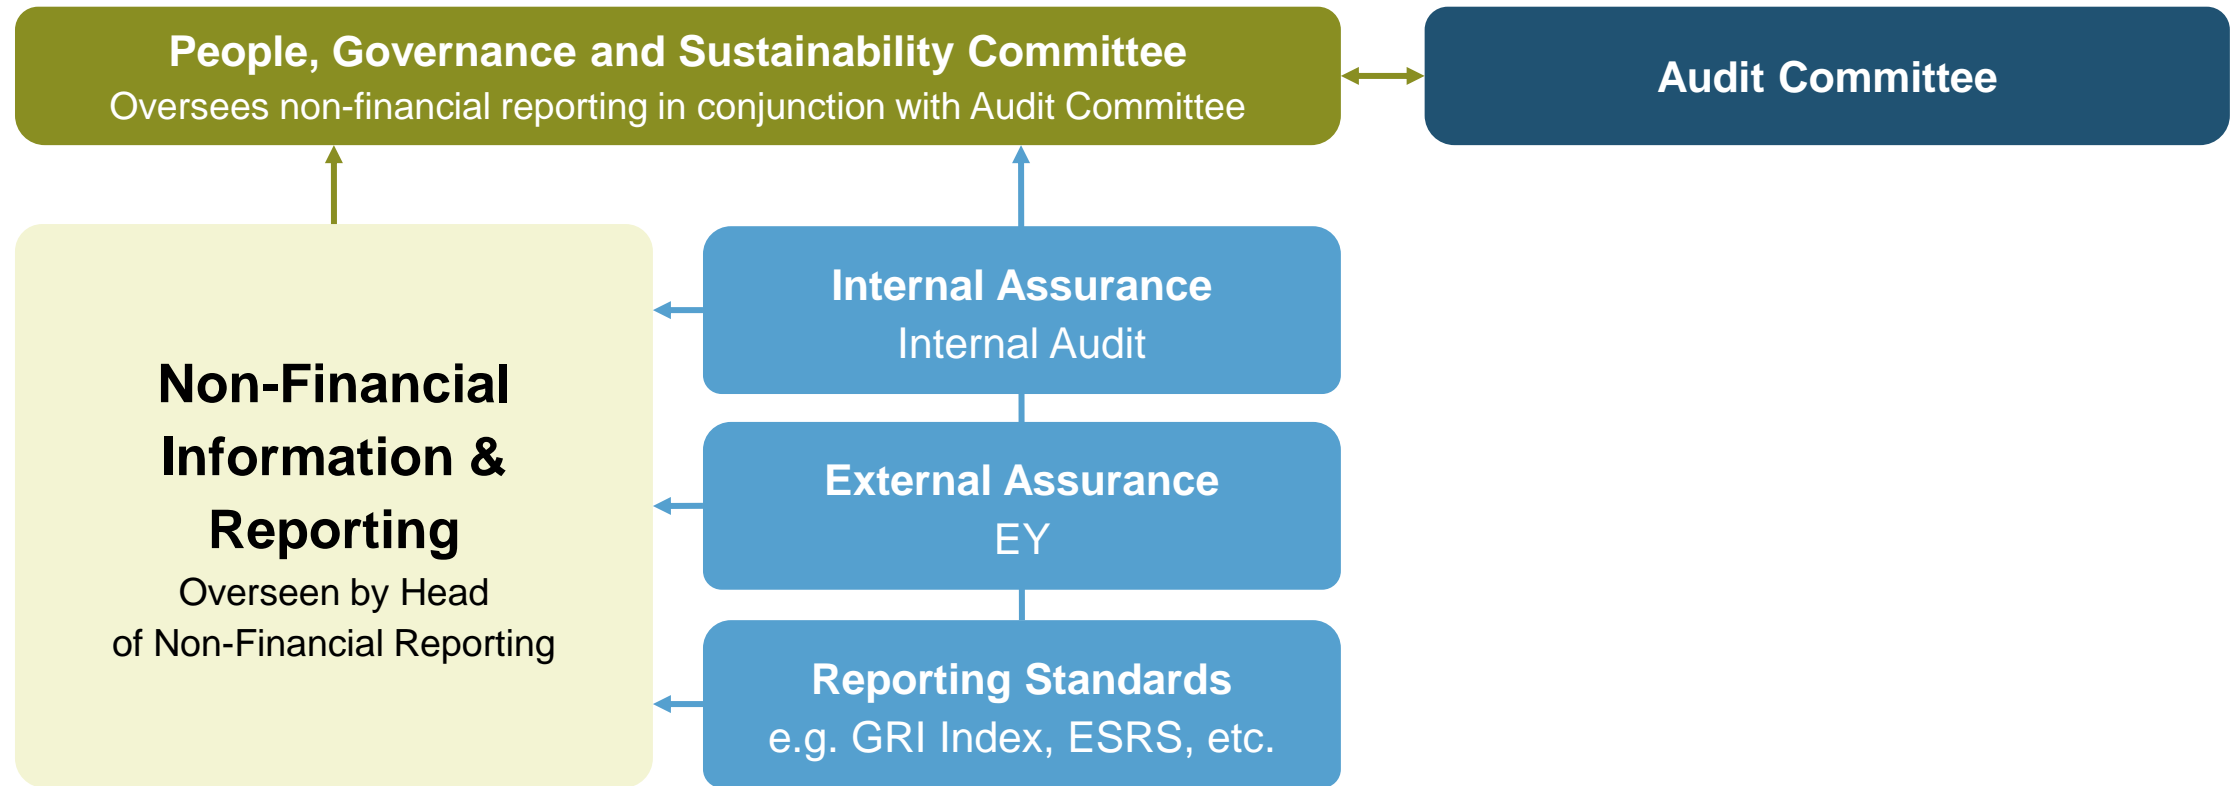 People, Governance and Sustainability Committee
Oversees non-financial reporting in conjunction with Audit Committee
Audit Committee
Non-Financial
Information &
Reporting
Overseen by Head
of Non-Financial Reporting
Internal Assurance
Internal Audit
External Assurance
EY
Reporting Standards
e.g. GRI Index, ESRS, etc.